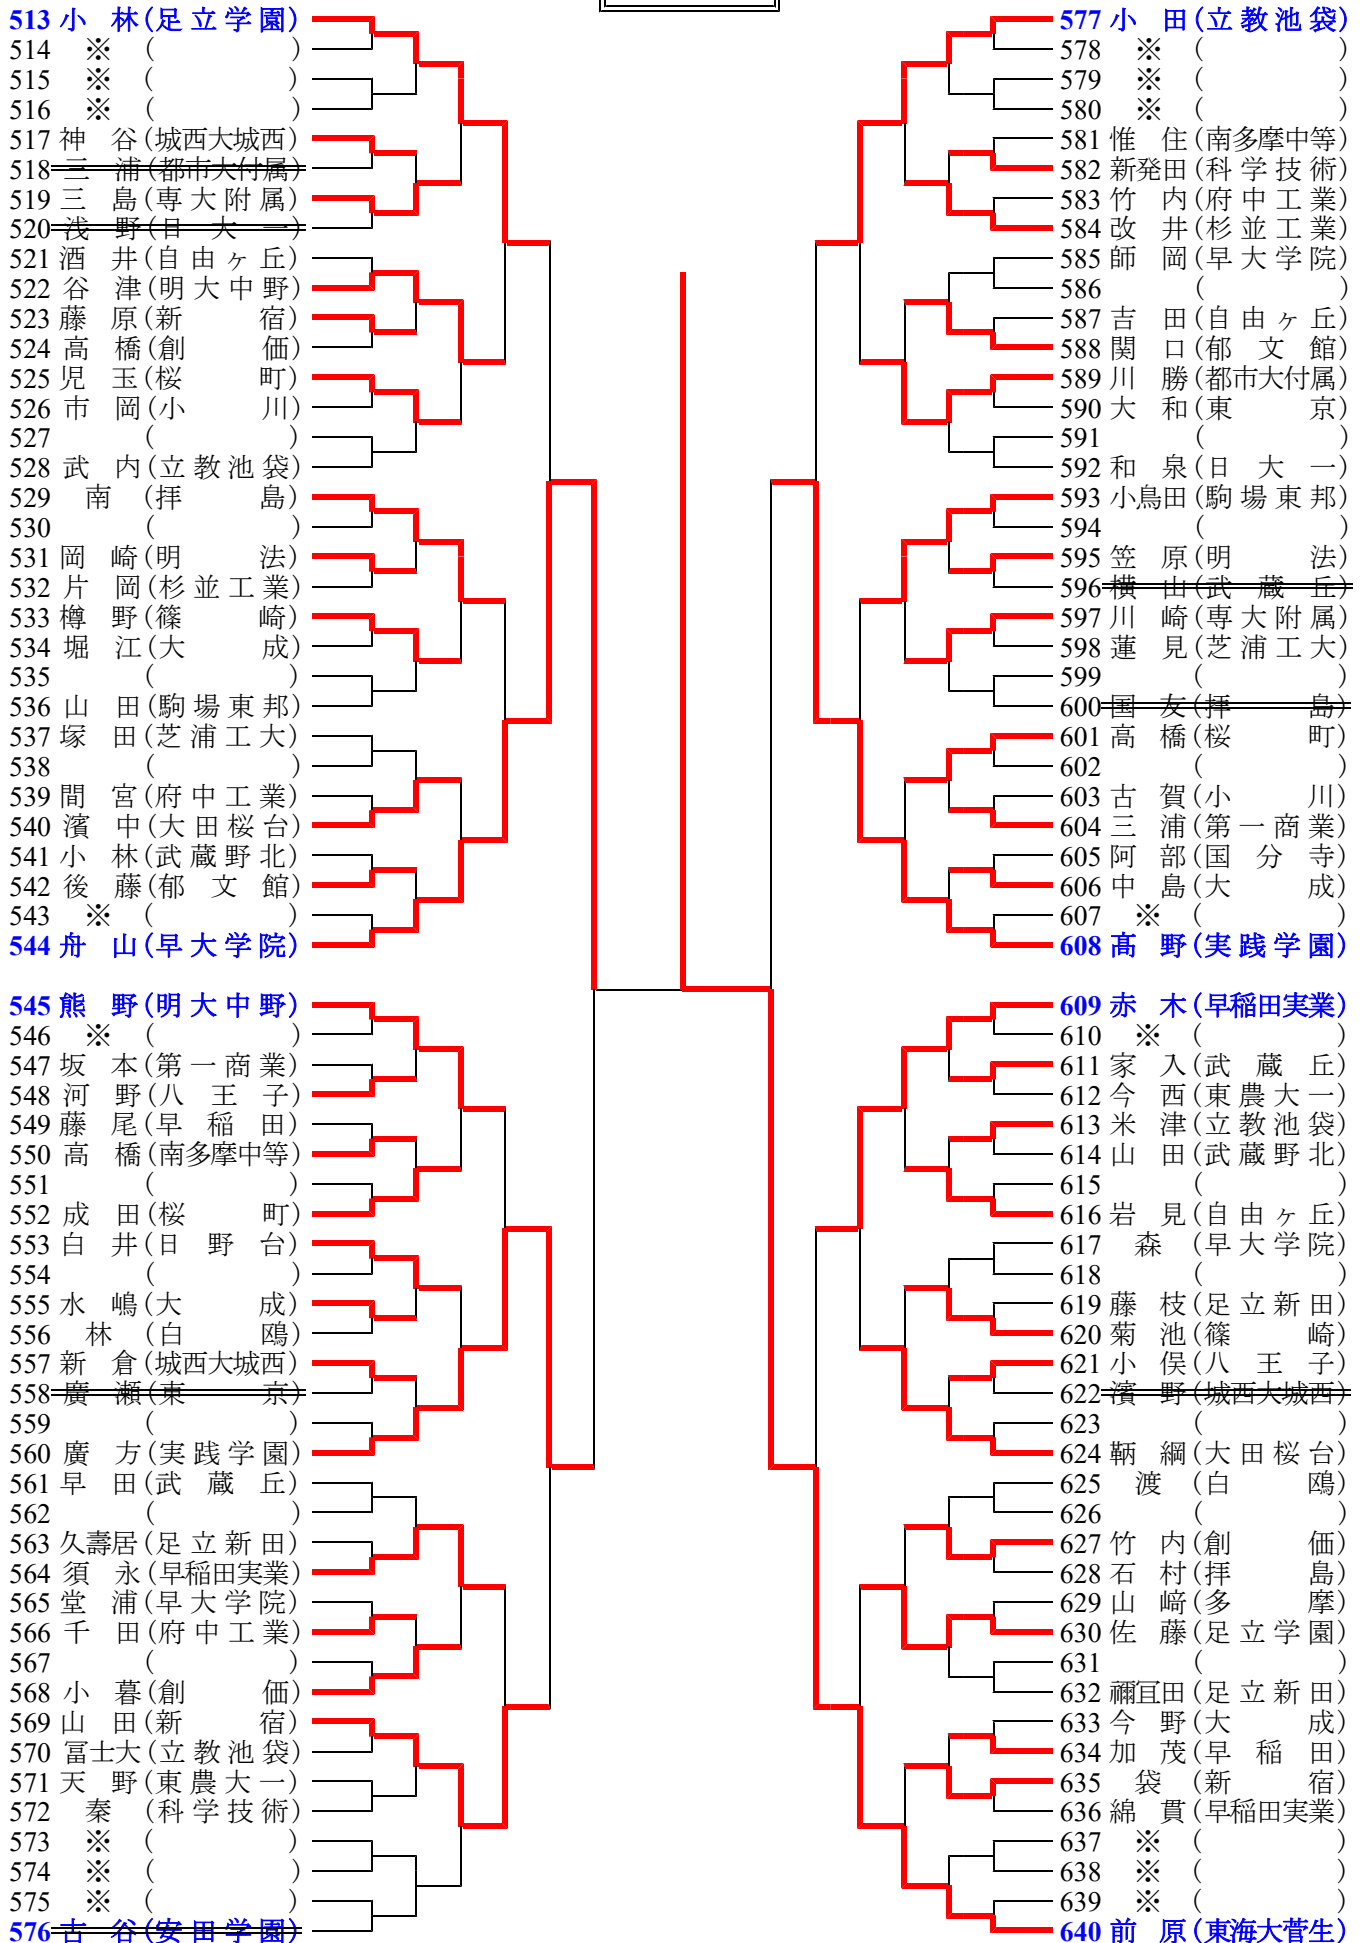 513 小 林 (足 立 学 園)
514 ※ ( )
515 ※ ( )
516 ※ ( )
517 神 谷 (城西大城西)
518 三 浦 (都市大付属)
519 三 島 (専 大 附 属)
520 浅 野 (日 大 一)
521 酒 井 (自 由 ヶ 丘)
522 谷 津 (明 大 中 野)
523 藤 原 (新 宿)
524 高 橋 (創 価)
525 児 玉 (桜 町)
526 市 岡 (小 川)
527 ( )
528 武 内 (立 教 池 袋)
529 南 (拝 島)
530 ( )
531 岡 崎 (明 法)
532 片 岡 (杉 並 工 業)
533 樽 野 (篠 崎)
534 堀 江 (大 成)
535 ( )
536 山 田 (駒 場 東 邦)
537 塚 田 (芝 浦 工 大)
538 ( )
539 間 宮 (府 中 工 業)
540 濱 中 (大 田 桜 台)
541 小 林 (武 蔵 野 北)
542 後 藤 (郁 文 館)
543 ※ ( )
544 舟 山 (早 大 学 院)
545 熊 野 (明 大 中 野)
546 ※ ( )
547 坂 本 (第 一 商 業)
548 河 野 (八 王 子)
549 藤 尾 (早 稲 田)
550 高 橋 (南多摩中等)
551 ( )
552 成 田 (桜 町)
553 白 井 (日 野 台)
554 ( )
555 水 嶋 (大 成)
556 林 (白 鴎)
557 新 倉 (城西大城西)
558 廣 瀬 (東 京)
559 ( )
560 廣 方 (実 践 学 園)
561 早 田 (武 蔵 丘)
562 ( )
563 久壽居 (足 立 新 田)
564 須 永 (早稲田実業)
565 堂 浦 (早 大 学 院)
566 千 田 (府 中 工 業)
567 ( )
568 小 暮 (創 価)
569 山 田 (新 宿)
570 冨士大 (立 教 池 袋)
571 天 野 (東 農 大 一)
572 秦 (科 学 技 術)
573 ※ ( )
574 ※ ( )
575 ※ ( )
576 古 谷 (安 田 学 園)
577 小 田 (立 教 池 袋)
578 ※ ( )
579 ※ ( )
580 ※ ( )
581 惟 住 (南多摩中等)
582 新発田 (科 学 技 術)
583 竹 内 (府 中 工 業)
584 改 井 (杉 並 工 業)
585 師 岡 (早 大 学 院)
586 ( )
587 吉 田 (自 由 ヶ 丘)
588 関 口 (郁 文 館)
589 川 勝 (都市大付属)
590 大 和 (東 京)
591 ( )
592 和 泉 (日 大 一)
593 小鳥田 (駒 場 東 邦)
594 ( )
595 笠 原 (明 法)
596 横 山 (武 蔵 丘)
597 川 崎 (専 大 附 属)
598 蓮 見 (芝 浦 工 大)
599 ( )
600 国 友 (拝 島)
601 高 橋 (桜 町)
602 ( )
603 古 賀 (小 川)
604 三 浦 (第 一 商 業)
605 阿 部 (国 分 寺)
606 中 島 (大 成)
607 ※ ( )
608 髙 野 (実 践 学 園)
609 赤 木 (早稲田実業)
610 ※ ( )
611 家 入 (武 蔵 丘)
612 今 西 (東 農 大 一)
613 米 津 (立 教 池 袋)
614 山 田 (武 蔵 野 北)
615 ( )
616 岩 見 (自 由 ヶ 丘)
617 森 (早 大 学 院)
618 ( )
619 藤 枝 (足 立 新 田)
620 菊 池 (篠 崎)
621 小 俣 (八 王 子)
622 濱 野 (城西大城西)
623 ( )
624 鞆 綱 (大 田 桜 台)
625 渡 (白 鴎)
626 ( )
627 竹 内 (創 価)
628 石 村 (拝 島)
629 山 﨑 (多 摩)
630 佐 藤 (足 立 学 園)
631 ( )
632 禰冝田 (足 立 新 田)
633 今 野 (大 成)
634 加 茂 (早 稲 田)
635 袋 (新 宿)
636 綿 貫 (早稲田実業)
637 ※ ( )
638 ※ ( )
639 ※ ( )
640 前 原 (東海大菅生)